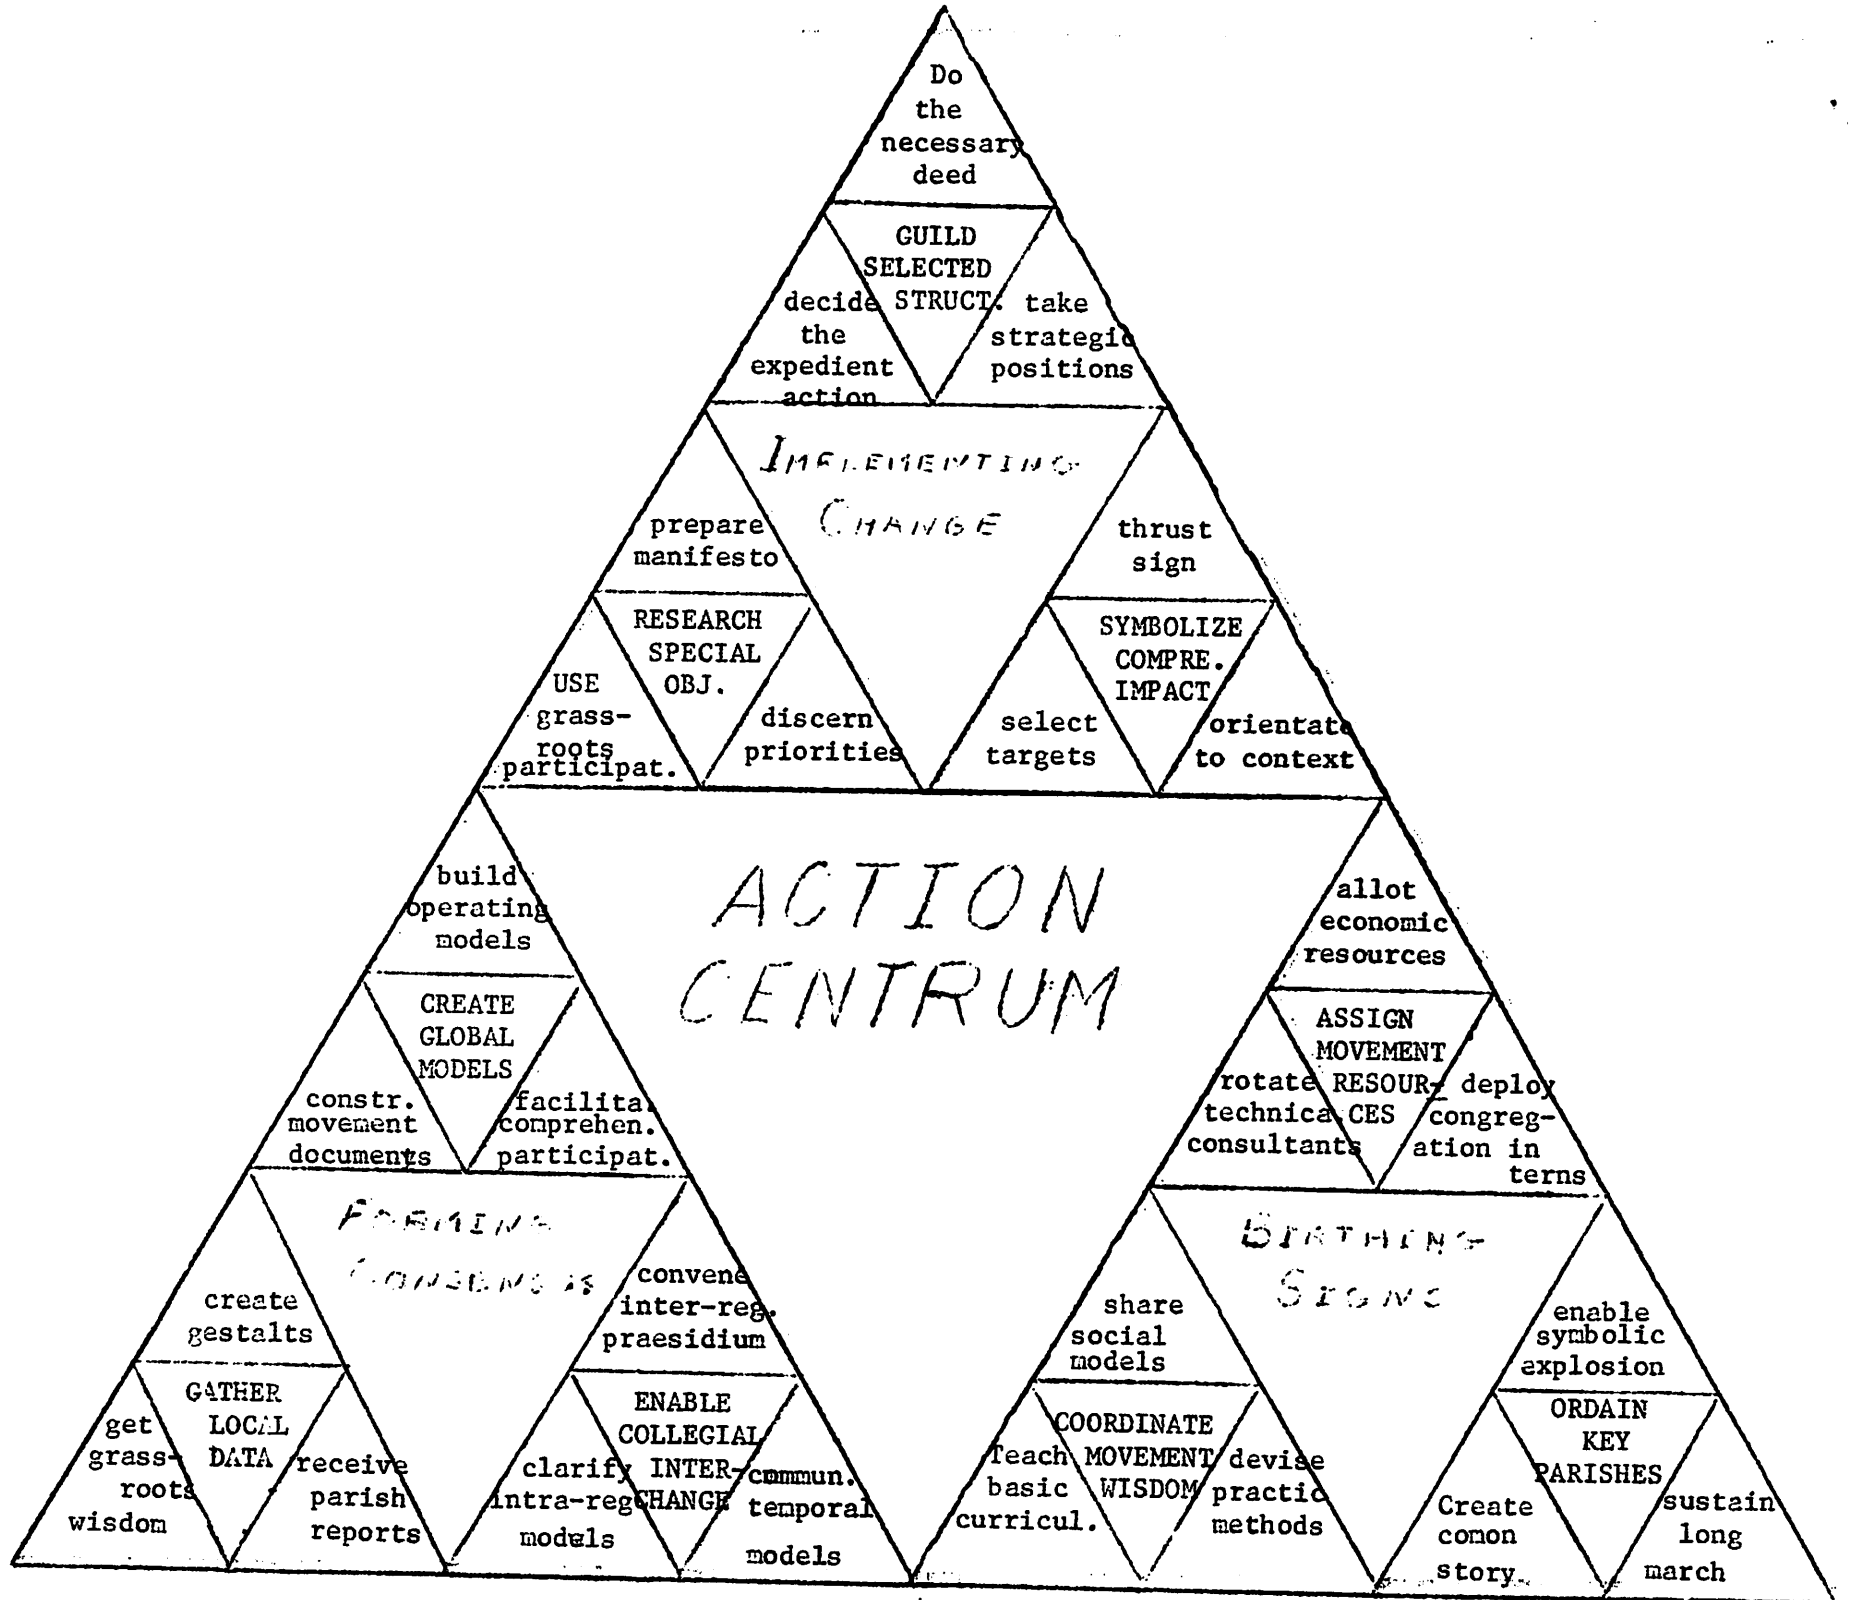 Do
the
necessary
deed
GUILD
SELECTED
STRUCT.
decide
the
expedient
action
take
strategic
positions
IMPLEMENTING
CHANGE
prepare
manifesto
RESEARCH
SPECIAL
OBJ.
USE
grass-
roots
participat.
discern
priorities
thrust
sign
SYMBOLIZE
COMPRE.
IMPACT
select
targets
orientate
to context
ACTION
CENTRUM
build
operating
models
CREATE
GLOBAL
MODELS
constr.
movement
documents
facilita.
comprehen.
participat.
FORMING
CONSENSUS
create
gestalts
GATHER
LOCAL
DATA
get
grass-
roots
wisdom
receive
parish
reports
convene
inter-reg.
praesidium
ENABLE
COLLEGIAL
INTER-
CHANGE
clarify
intra-reg
models
commun.
temporal
models
allot
economic
resources
ASSIGN
MOVEMENT
RESOUR-
CES
rotate
technica.
consultants
deploy
congreg-
ation in
terns
BIRTHING
SIGNS
share
social
models
COORDINATE
MOVEMENT
WISDOM
Teach
basic
curricul.
devise
practic
methods
enable
symbolic
explosion
ORDAIN
KEY
PARISHES
Create
comon
story.
sustain
long
march